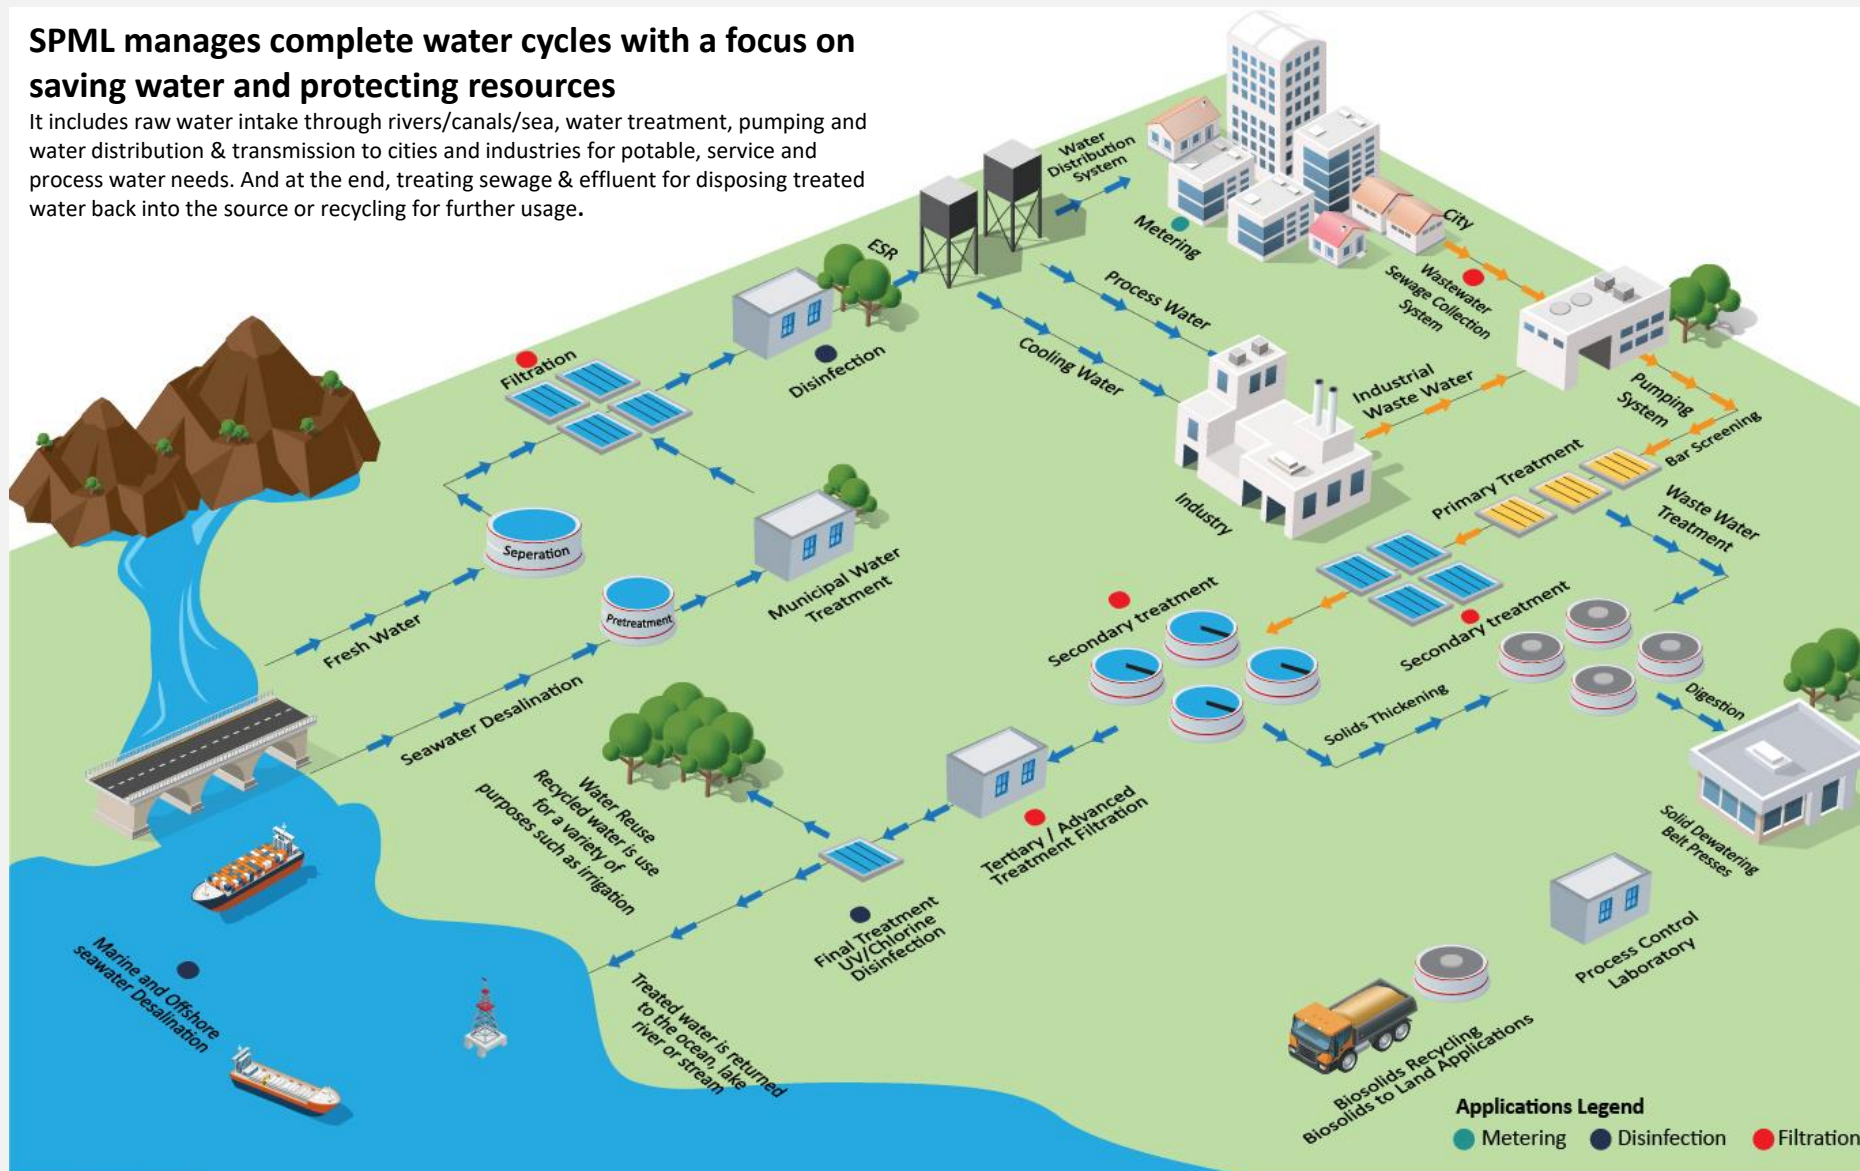 SPML manages complete water cycles with a focus on
saving water and protecting resources
It includes raw water intake through rivers/canals/sea, water treatment, pumping and
water distribution & transmission to cities and industries for potable, service and
process water needs. And at the end, treating sewage & effluent for disposing treated
water back into the source or recycling for further usage.
Water
Distribution
System
Metering
City
ESR
Wastewater
Sewage Collection
System
Process Water
Cooling Water
Filtration
Disinfection
Industrial
Waste Water
Pumping
System
Bar Screening
Industry
Primary Treatment
Waste Water
Treatment
Seperation
Municipal Water
Treatment
Fresh Water
Pretreatment
Secondary treatment
Secondary treatment
Seawater Desalination
Solids Thickening
Digestion
Water Reuse
Recycled water is use
for a variety of
purposes such as irrigation
Tertiary / Advanced
Treatment Filtration
Solid Dewatering
Belt Presses
Final Treatment
UV/Chlorine
Disinfection
Process Control
Laboratory
Marine and Offshore
seawater Desalination
Treated water is returned
to the ocean, lake
river or stream
Biosolids Recycling
Biosolids to Land Applications
Applications Legend
Metering
Disinfection
Filtration